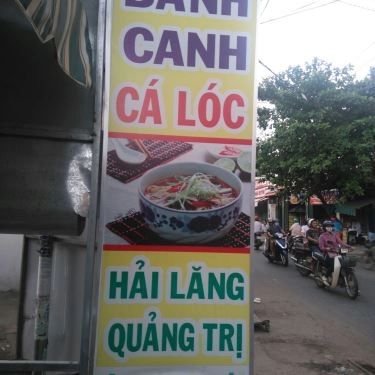 BÁNH
CANH
CÁ LÓC
HẢI LĂNG
QUẢNG TRỊ